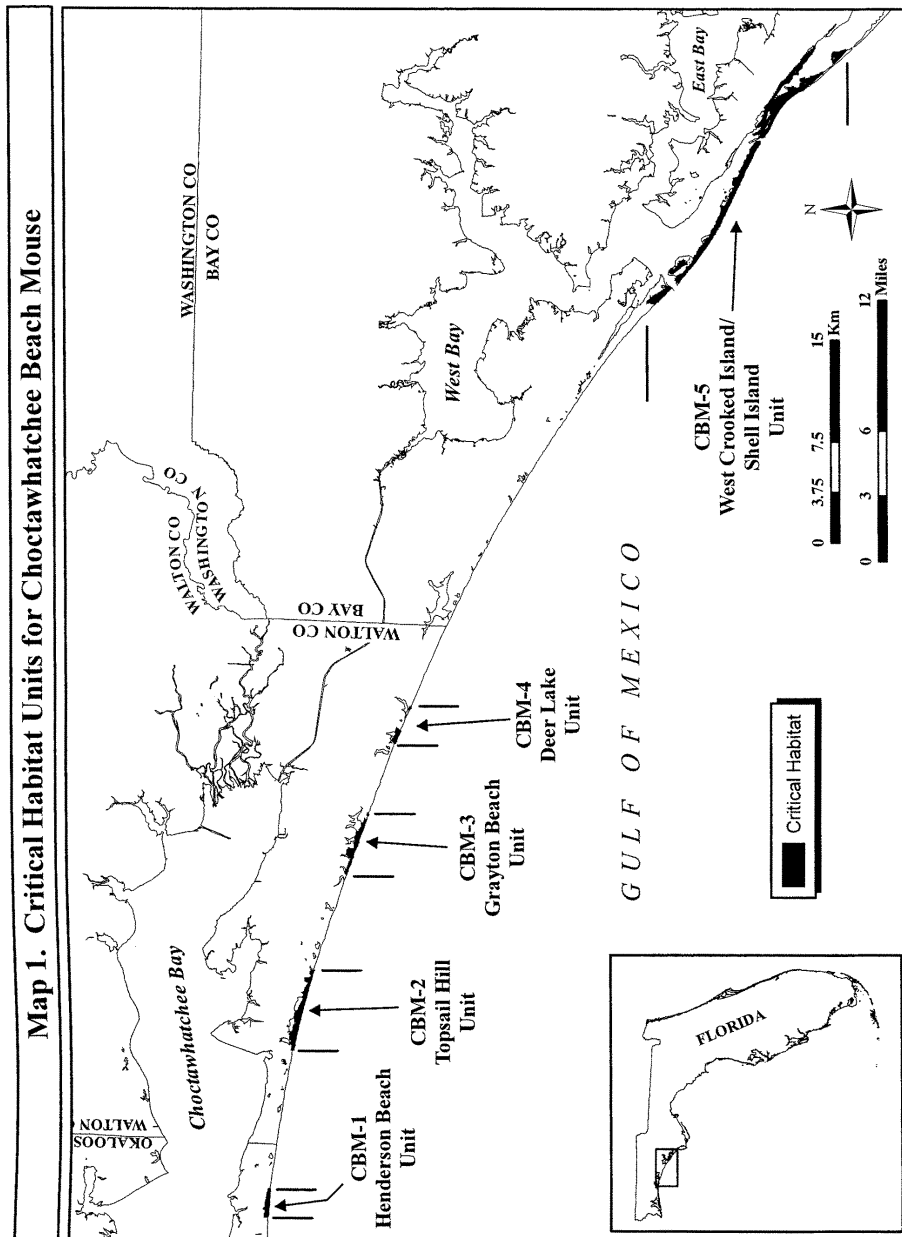 Map 1. Critical Habitat Units for Choctawhatchee Beach Mouse
OKALOOS
WALTON C
Choctawhatchee Bay
WALTON CO
WASHINGTON CO
WASHINGTON CO
BAY CO
WALTON CO
BAY CO
West Bay
East Bay
CBM-1
Henderson Beach
Unit
CBM-2
Topsail Hill
Unit
CBM-3
Grayton Beach
Unit
CBM-4
Deer Lake
Unit
CBM-5
West Crooked Island/
Shell Island
Unit
GULF OF MEXICO
FLORIDA
Critical Habitat
N
0 3.75 7.5 15
Km
0 3 6 12
Miles